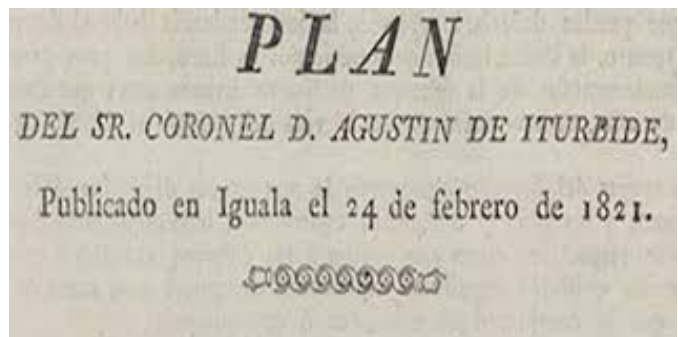 PLAN
DEL SR. CORONEL D. AGUSTIN DE ITURBIDE,
Publicado en Iguala el 24 de febrero de 1821.